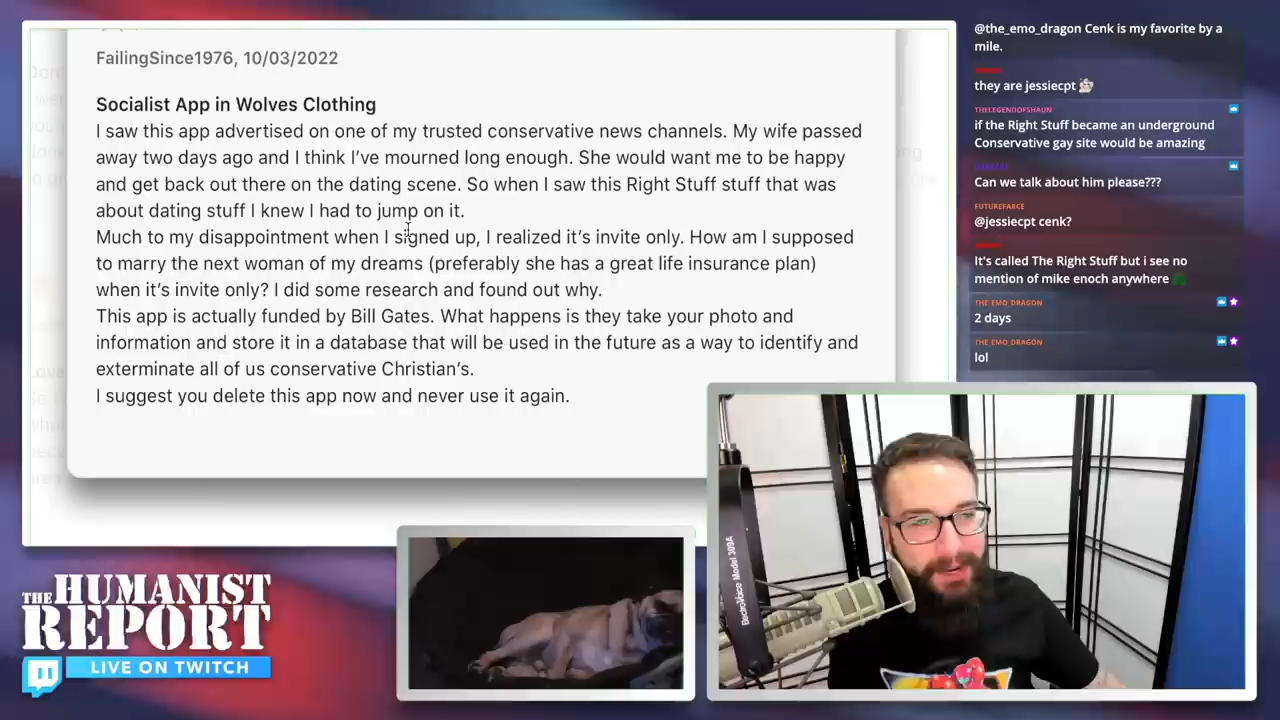 FailingSince1976, 10/03/2022
Socialist App in Wolves Clothing
I saw this app advertised on one of my trusted conservative news channels. My wife passed
away two days ago and I think I’ve mourned long enough. She would want me to be happy
and get back out there on the dating scene. So when I saw this Right Stuff stuff that was
about dating stuff I knew I had to jump on it.
Much to my disappointment when I signed up, I realized it’s invite only. How am I supposed
to marry the next woman of my dreams (preferably she has a great life insurance plan)
when it’s invite only? I did some research and found out why.
This app is actually funded by Bill Gates. What happens is they take your photo and
information and store it in a database that will be used in the future as a way to identify and
exterminate all of us conservative Christian’s.
I suggest you delete this app now and never use it again.
@the_emo_dragon Cenk is my favorite by a
mile.
they are jessiecpt
THELEGENDOFSHAUN
if the Right Stuff became an underground
Conservative gay site would be amazing
Can we talk about him please???
FUTUREFARCE
@jessiecpt cenk?
It's called The Right Stuff but i see no
mention of mike enoch anywhere
THE_EMO_DRAGON
2 days
THE_EMO_DRAGON
lol
THE HUMANIST
REPORT
LIVE ON TWITCH
ElectroVoice Model 309A